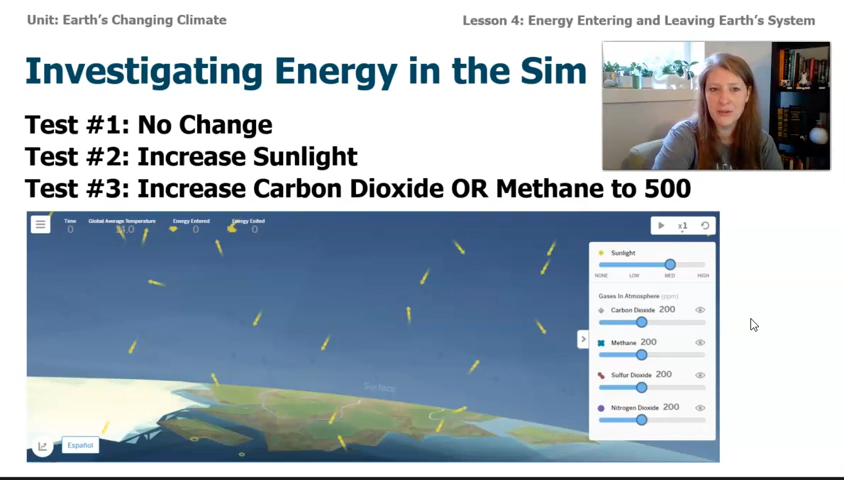 Unit: Earth's Changing Climate
Lesson 4: Energy Entering and Leaving Earth's System
Investigating Energy in the Sim
Test #1: No Change
Test #2: Increase Sunlight
Test #3: Increase Carbon Dioxide OR Methane to 500
Time
Global Average Temperature
Energy Entered
Energy Exited
0
14.0
0
0
x1
Sunlight
NONE LOW MED HIGH
Gases In Atmosphere (ppm)
Carbon Dioxide 200
Methane 200
Sulfur Dioxide 200
Nitrogen Dioxide 200
Surface
Español